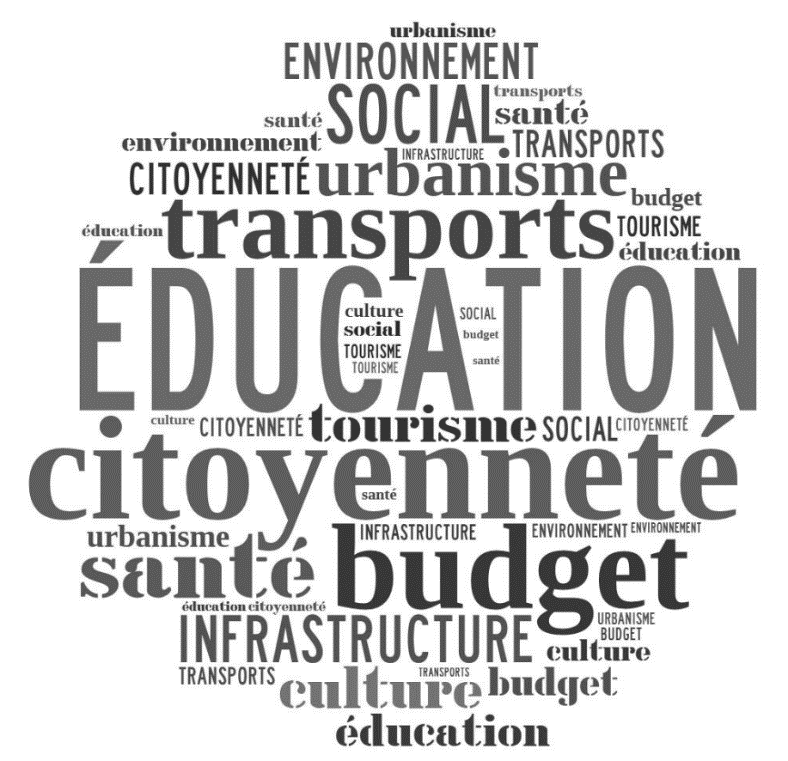 urbanisme
ENVIRONNEMENT
SOCIAL
transports
santé
santé
environnement
INFRASTRUCTURE
TRANSPORTS
CITOYENNETÉ
urbanisme
budget
éducation
transports
TOURISME
éducation
ÉDUCATION
culture
SOCIAL
social
budget
TOURISME
santé
TOURISME
culture
CITOYENNETÉ
tourisme
SOCIAL
CITOYENNETÉ
citoyenneté
santé
urbanisme
INFRASTRUCTURE
ENVIRONNEMENT
ENVIRONNEMENT
santé
budget
éducation
citoyenneté
INFRASTRUCTURE
URBANISME
BUDGET
culture
TRANSPORTS
culture
TRANSPORTS
budget
éducation